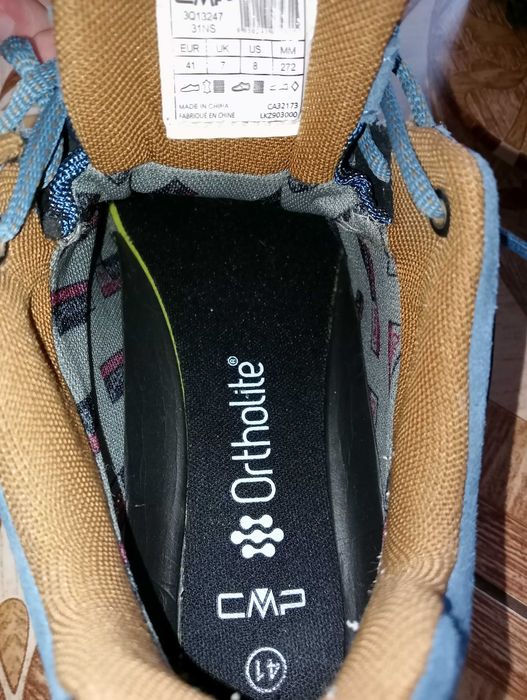 CMP
3Q13247
31NS
EUR UK US MM
41 7 8 272
MADE IN CHINA CA32173
FABRIQUÉ EN CHINE LKZ903000
Ortholite®
CMP
41